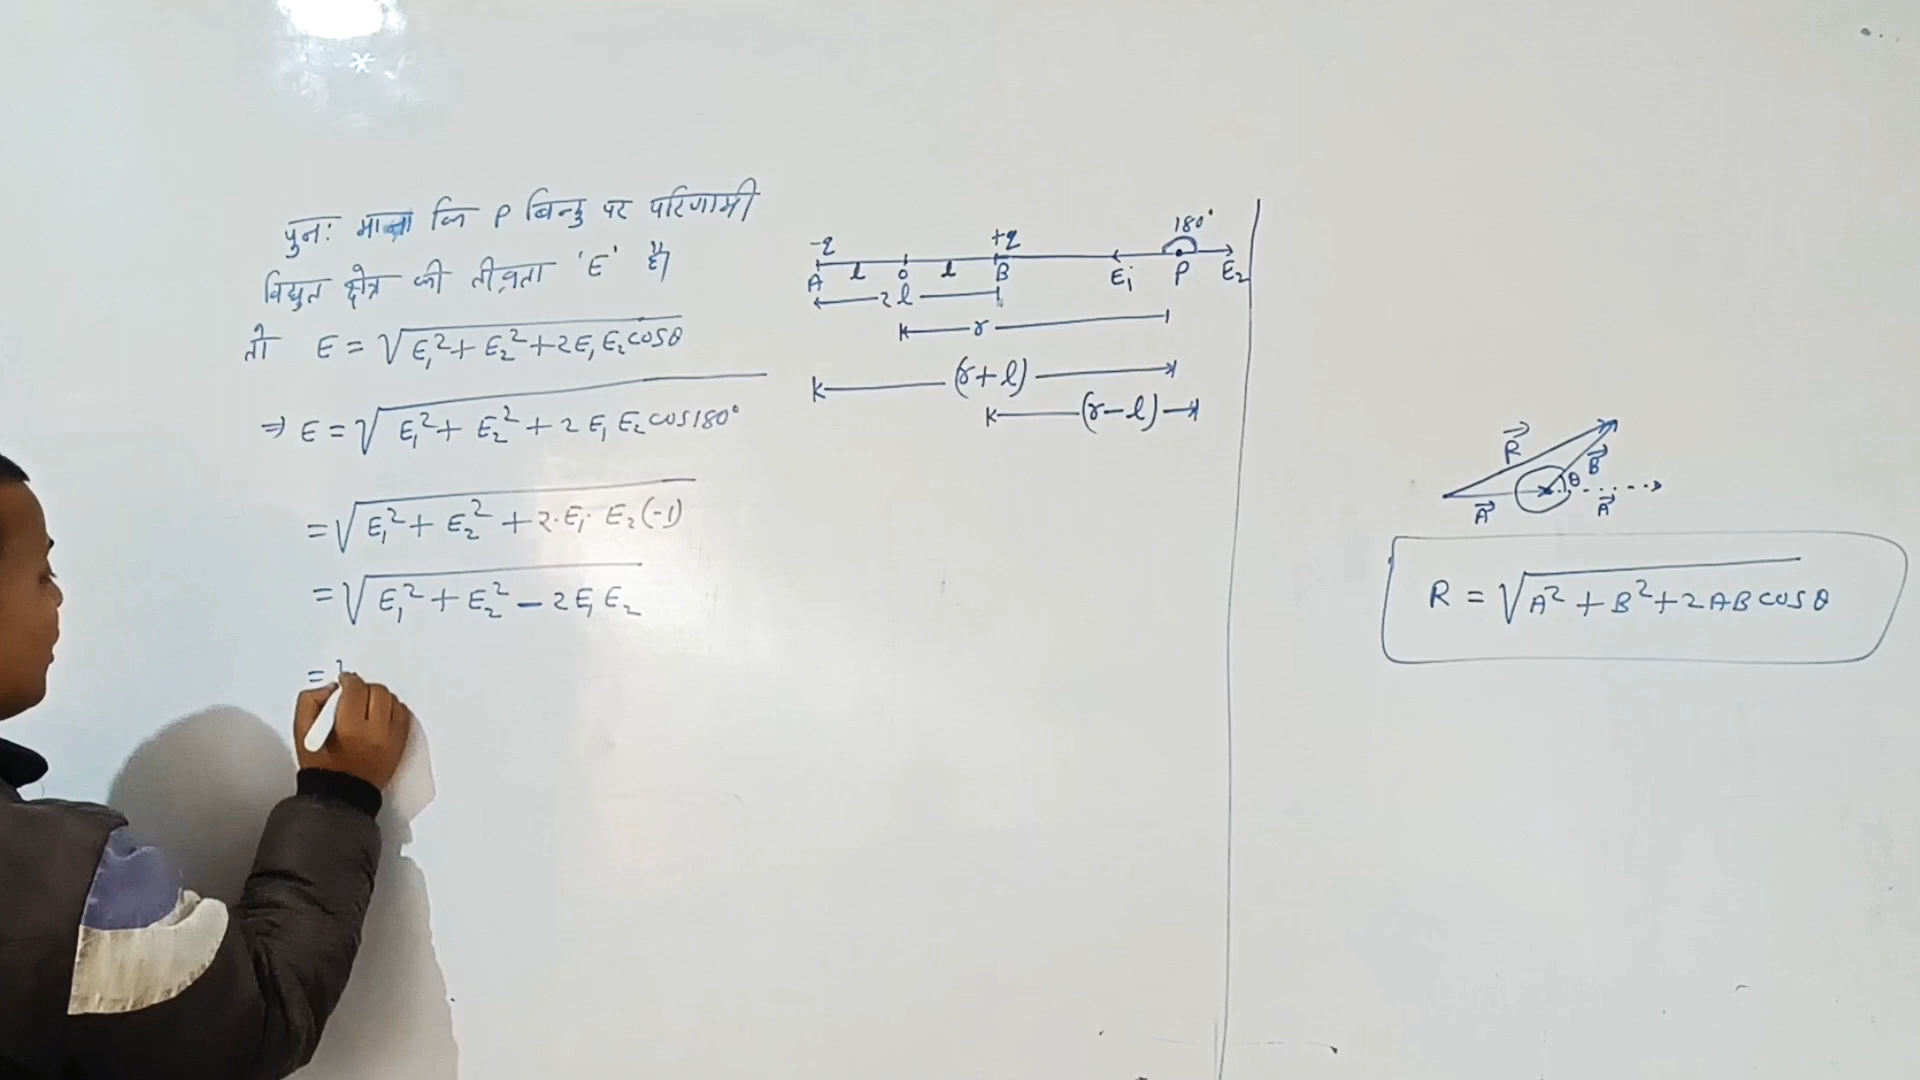 पुनः माना कि P बिन्दु पर परिणामी
विद्युत क्षेत्र की तीव्रता 'E' है।
तो E = √(E₁² + E₂² + 2E₁E₂cosθ)
⇒ E = √(E₁² + E₂² + 2E₁E₂cos180°)
= √(E₁² + E₂² + 2·E₁·E₂(-1)
= √(E₁² + E₂² − 2E₁E₂
=
-q +q 180°
A l O l B E₁ P E₂
2l
r
(r+l)
(r−l)
R⃗ B⃗ θ
A⃗ A⃗
R = √(A² + B² + 2ABcosθ)